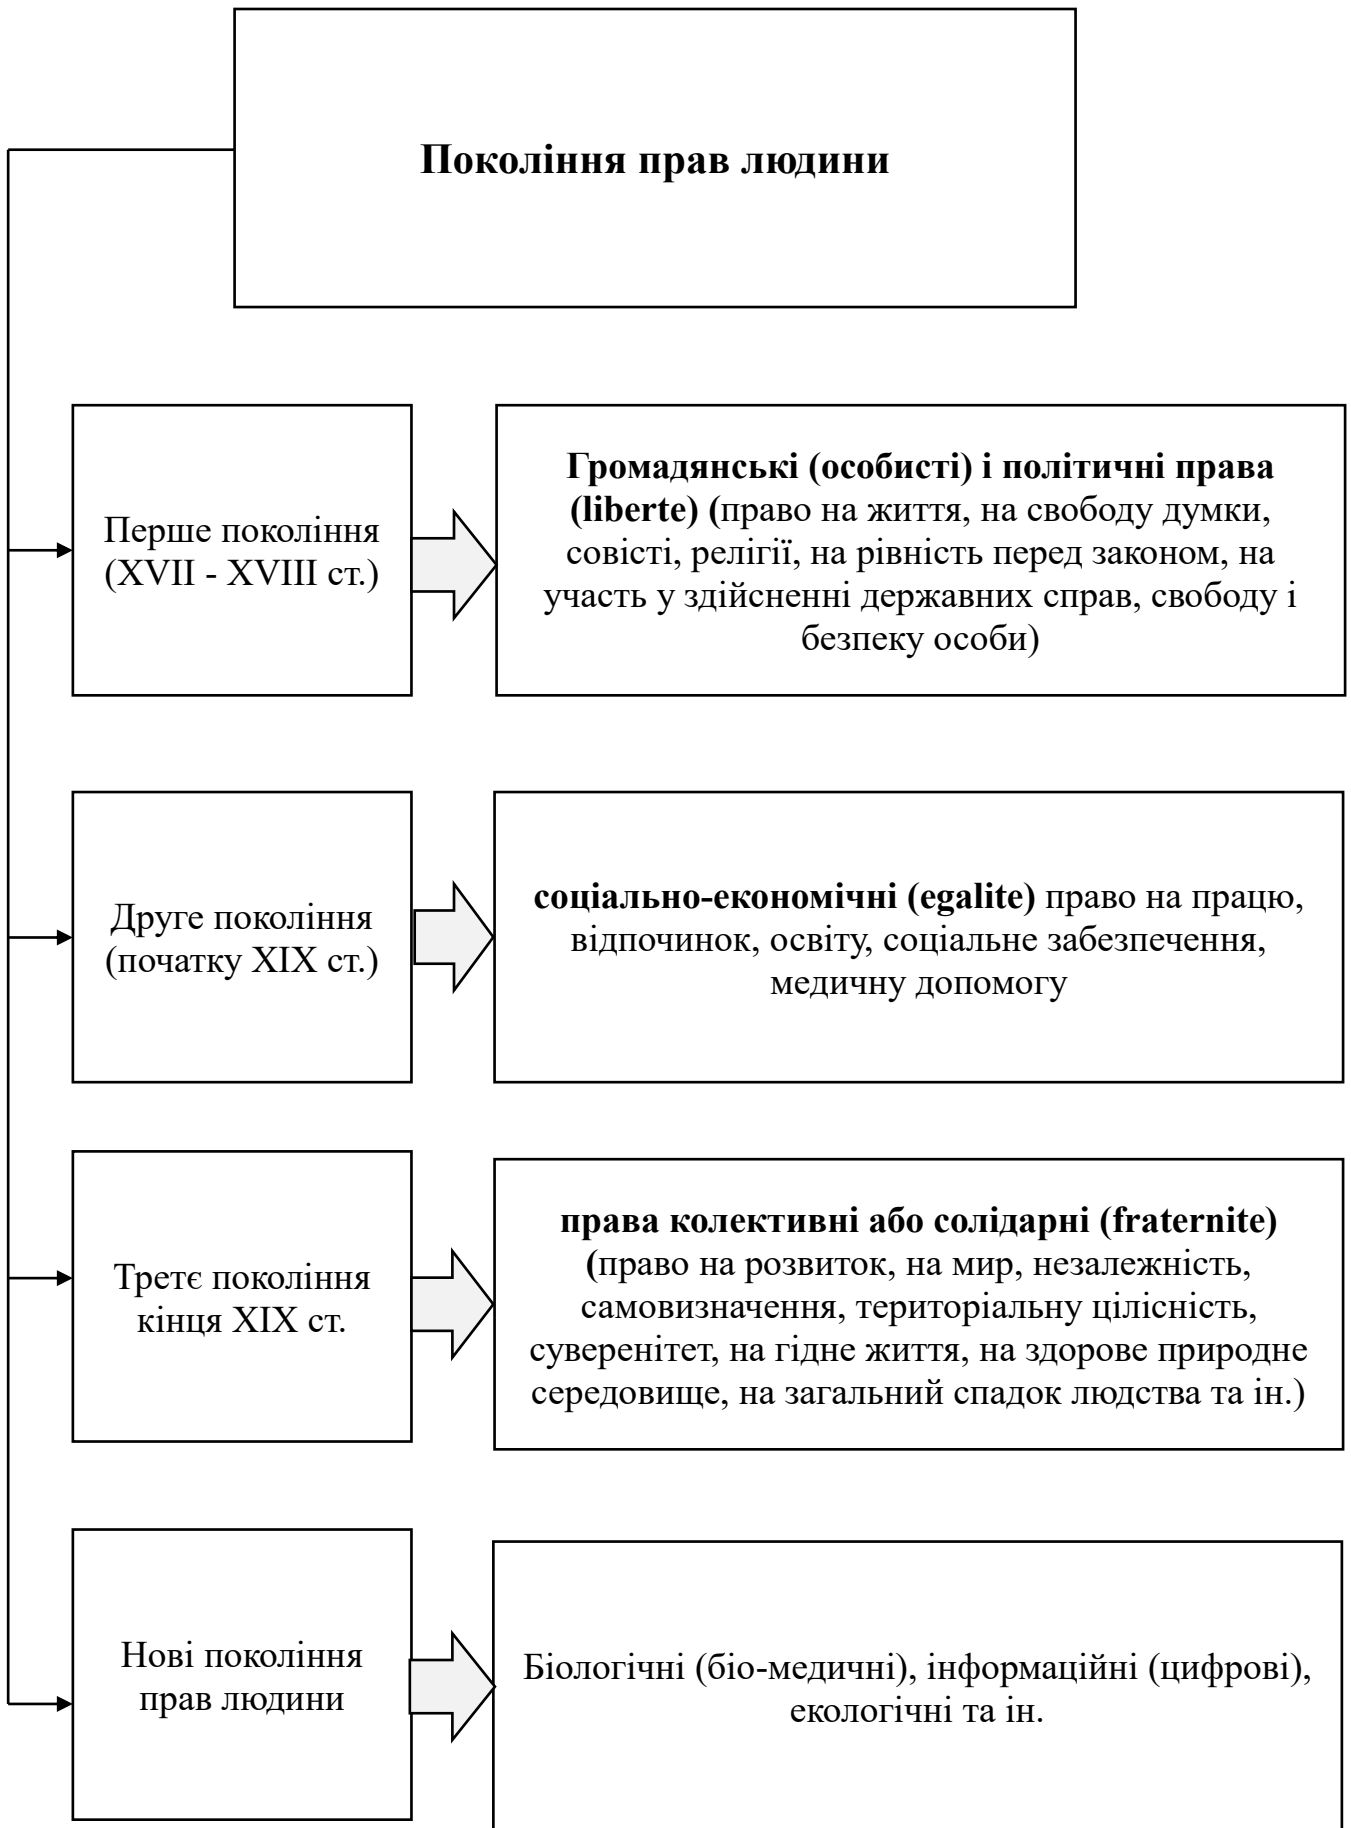 Покоління прав людини
Перше покоління
(XVII - XVIII ст.)
Громадянські (особисті) і політичні права
(liberte) (право на життя, на свободу думки,
совісті, релігії, на рівність перед законом, на
участь у здійсненні державних справ, свободу і
безпеку особи)
Друге покоління
(початку XIX ст.)
соціально-економічні (egalite) право на працю,
відпочинок, освіту, соціальне забезпечення,
медичну допомогу
Третє покоління
кінця XIX ст.
права колективні або солідарні (fraternite)
(право на розвиток, на мир, незалежність,
самовизначення, територіальну цілісність,
суверенітет, на гідне життя, на здорове природне
середовище, на загальний спадок людства та ін.)
Нові покоління
прав людини
Біологічні (біо-медичні), інформаційні (цифрові),
екологічні та ін.